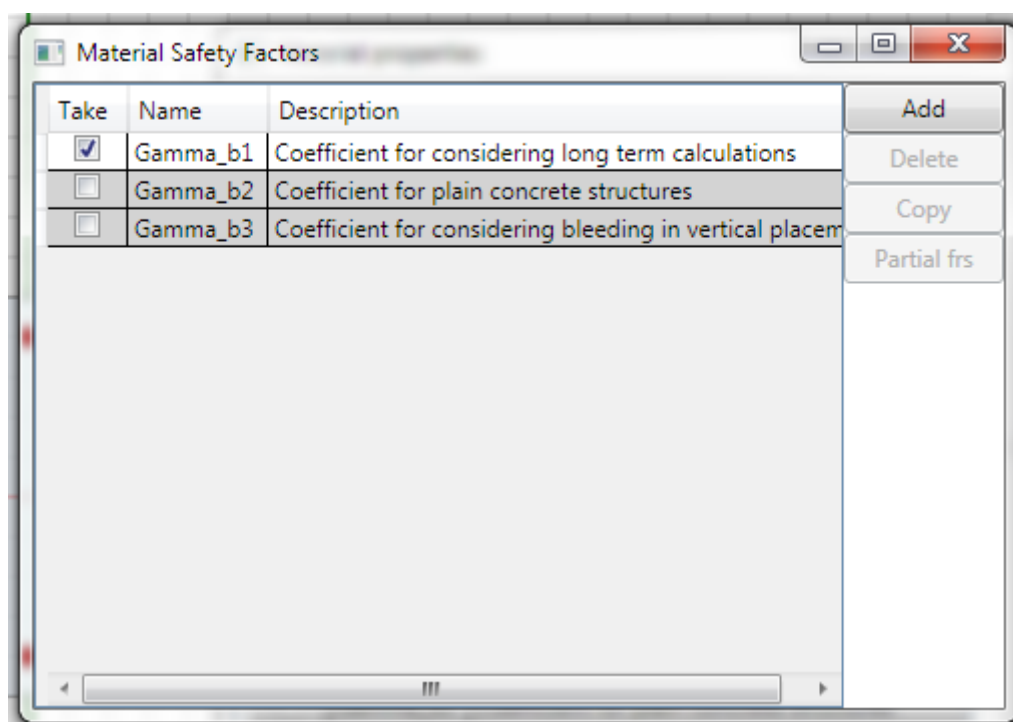 Material Safety Factors
Take Name Description
Gamma_b1 Coefficient for considering long term calculations
Gamma_b2 Coefficient for plain concrete structures
Gamma_b3 Coefficient for considering bleeding in vertical placem
Add
Delete
Copy
Partial frs